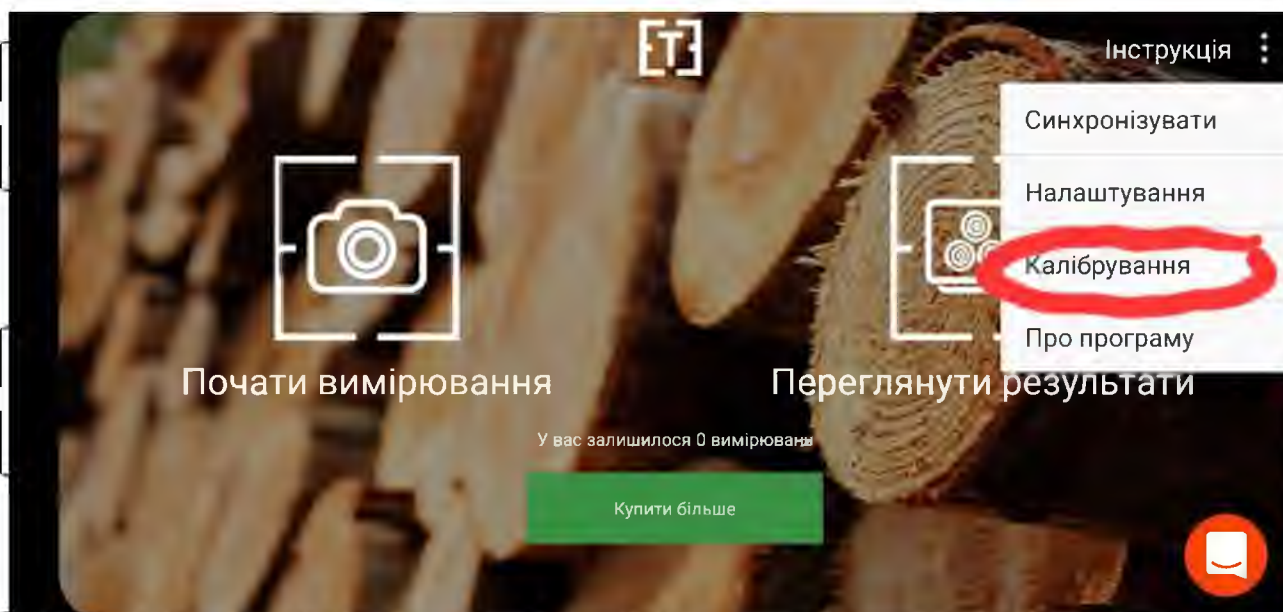 T
Інструкція
Синхронізувати
Налаштування
Калібрування
Про програму
Почати вимірювання
Переглянути результати
У вас залишилося 0 вимірювань
Купити більше